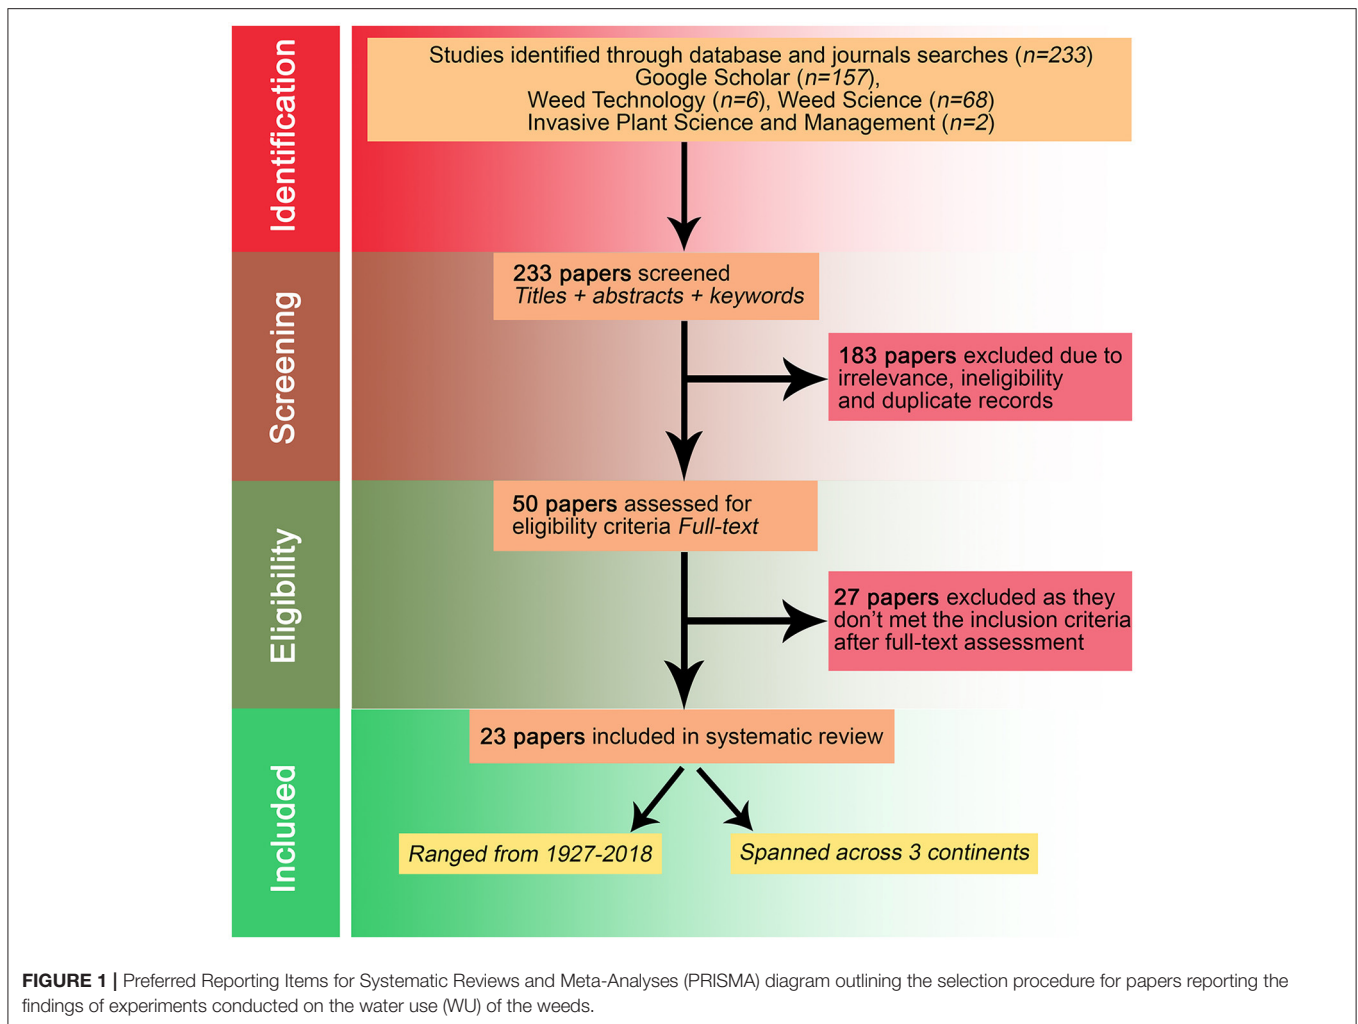 Identification
Studies identified through database and journals searches (n=233)
Google Scholar (n=157),
Weed Technology (n=6), Weed Science (n=68)
Invasive Plant Science and Management (n=2)
Screening
233 papers screened
Titles + abstracts + keywords
183 papers excluded due to
irrelevance, ineligibility
and duplicate records
Eligibility
50 papers assessed for
eligibility criteria Full-text
27 papers excluded as they
don't met the inclusion criteria
after full-text assessment
Included
23 papers included in systematic review
Ranged from 1927-2018
Spanned across 3 continents
FIGURE 1 | Preferred Reporting Items for Systematic Reviews and Meta-Analyses (PRISMA) diagram outlining the selection procedure for papers reporting the
findings of experiments conducted on the water use (WU) of the weeds.